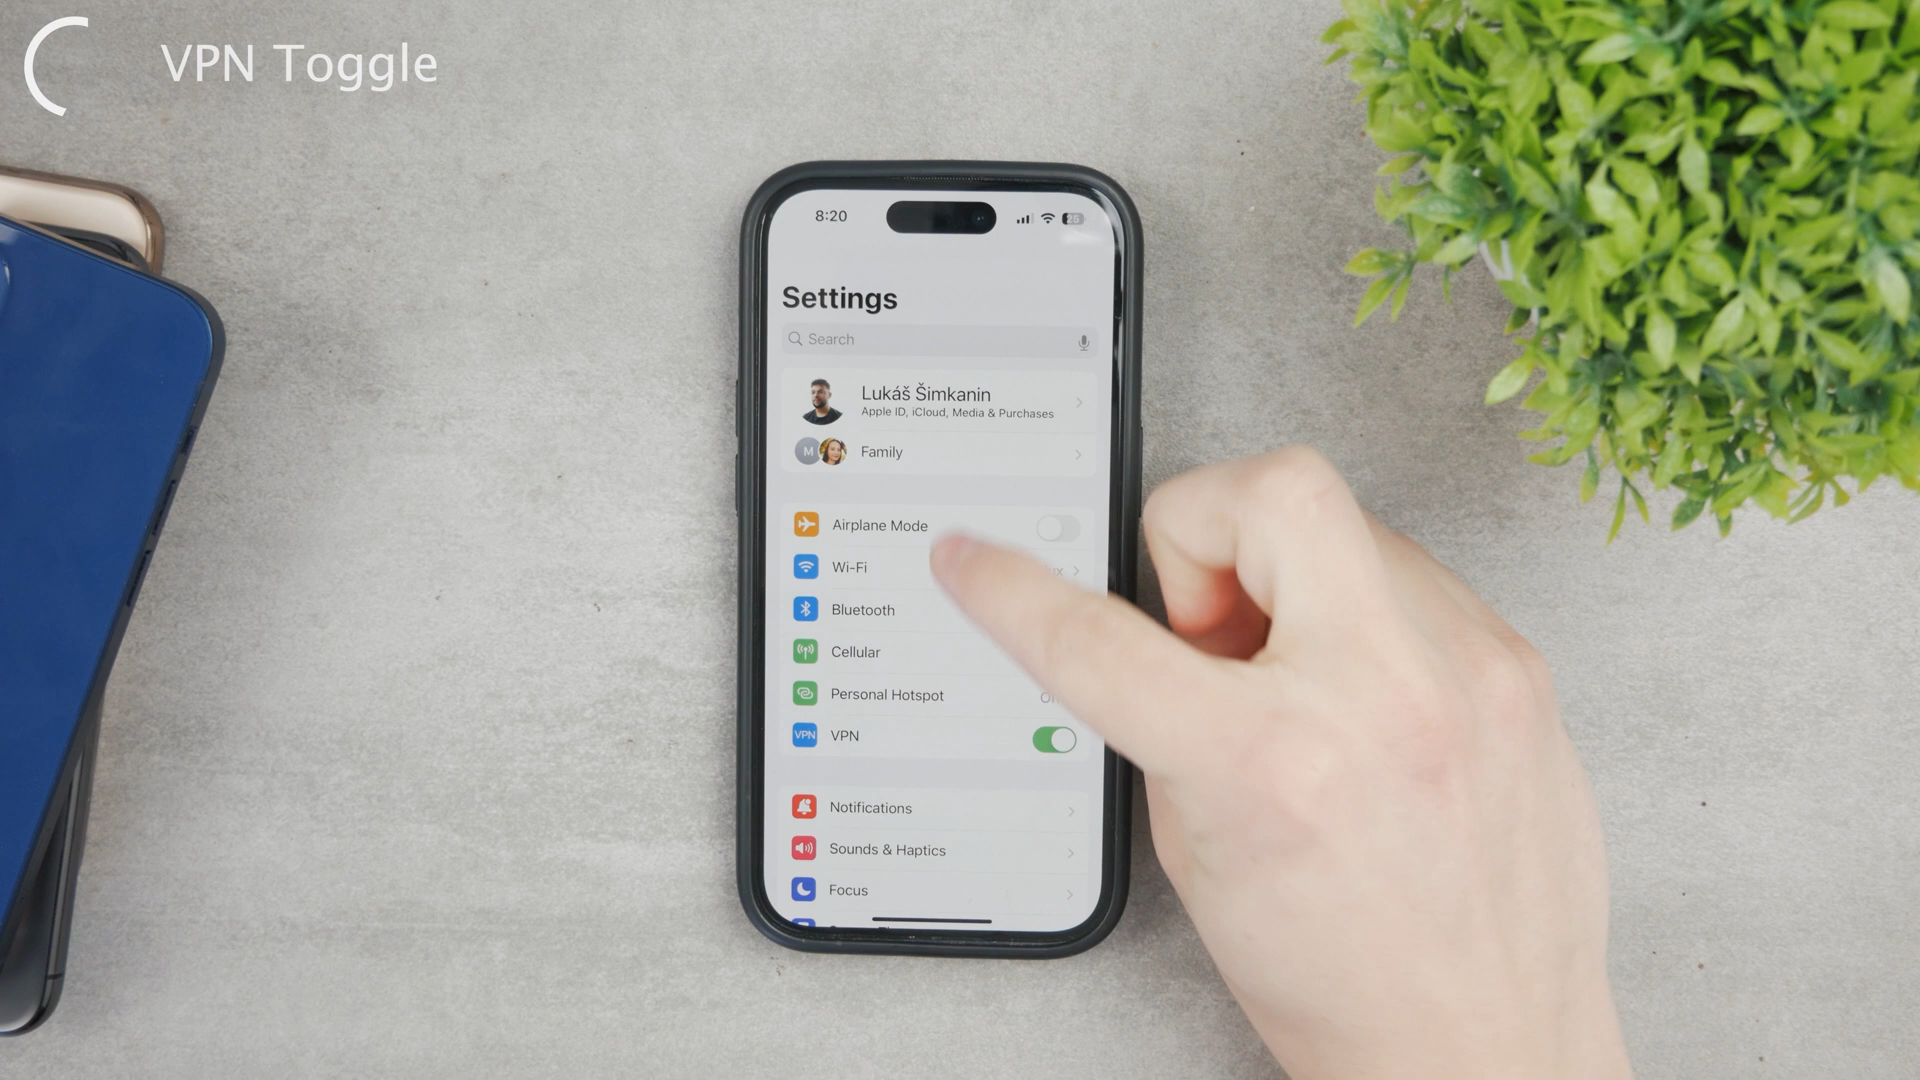 VPN Toggle
8:20
25
Settings
Search
Lukáš Šimkanin
Apple ID, iCloud, Media & Purchases
M
Family
Airplane Mode
Wi-Fi
Bluetooth
Cellular
Personal Hotspot
VPN VPN
Notifications
Sounds & Haptics
Focus